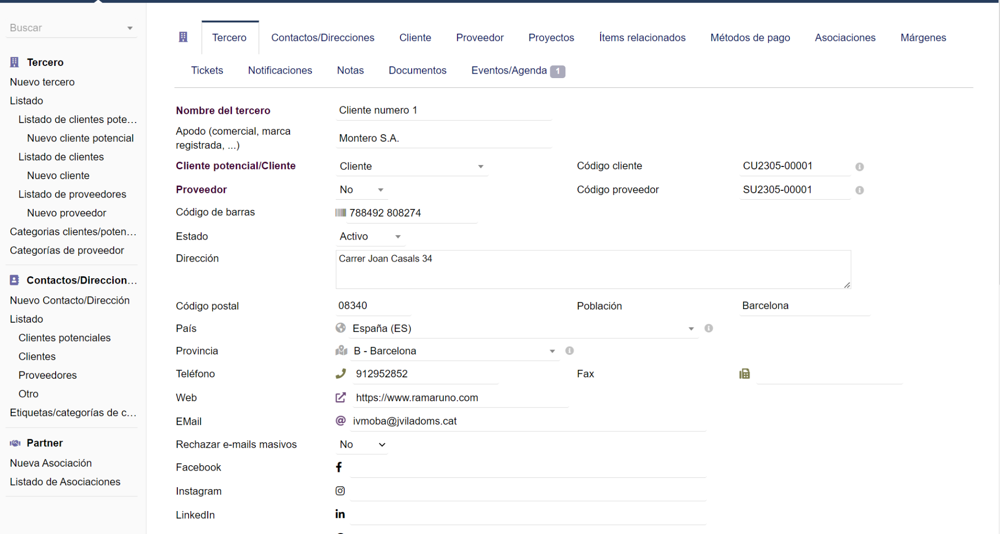 Buscar
Tercero
Nuevo tercero
Listado
Listado de clientes pote...
Nuevo cliente potencial
Listado de clientes
Nuevo cliente
Listado de proveedores
Nuevo proveedor
Categorias clientes/poten...
Categorías de proveedor
Contactos/Direccion...
Nuevo Contacto/Dirección
Listado
Clientes potenciales
Clientes
Proveedores
Otro
Etiquetas/categorías de c...
Partner
Nueva Asociación
Listado de Asociaciones
Tercero Contactos/Direcciones Cliente Proveedor Proyectos Ítems relacionados Métodos de pago Asociaciones Márgenes
Tickets Notificaciones Notas Documentos Eventos/Agenda 1
Nombre del tercero Cliente numero 1
Apodo (comercial, marca
registrada, ...) Montero S.A.
Cliente potencial/Cliente Cliente Código cliente CU2305-00001
Proveedor No Código proveedor SU2305-00001
Código de barras 788492 808274
Estado Activo
Dirección Carrer Joan Casals 34
Código postal 08340 Población Barcelona
País España (ES)
Provincia B - Barcelona
Teléfono 912952852 Fax
Web https://www.ramaruno.com
EMail @ ivmoba@jviladoms.cat
Rechazar e-mails masivos No
Facebook
Instagram
LinkedIn in